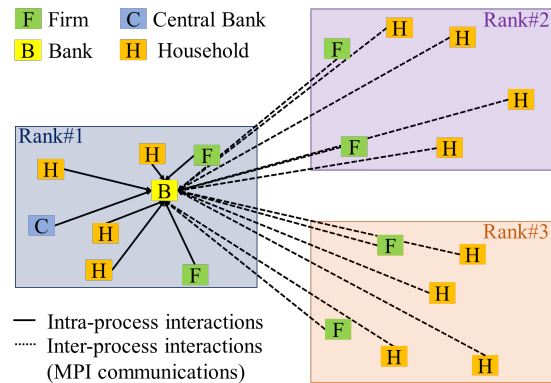 F Firm
C Central Bank
B Bank
H Household
Rank#2
F
H
H
H
F
H
Rank#1
H
H
F
B
C
H
H
F
Rank#3
F
H
H
F
H
H
Intra-process interactions
Inter-process interactions
(MPI communications)